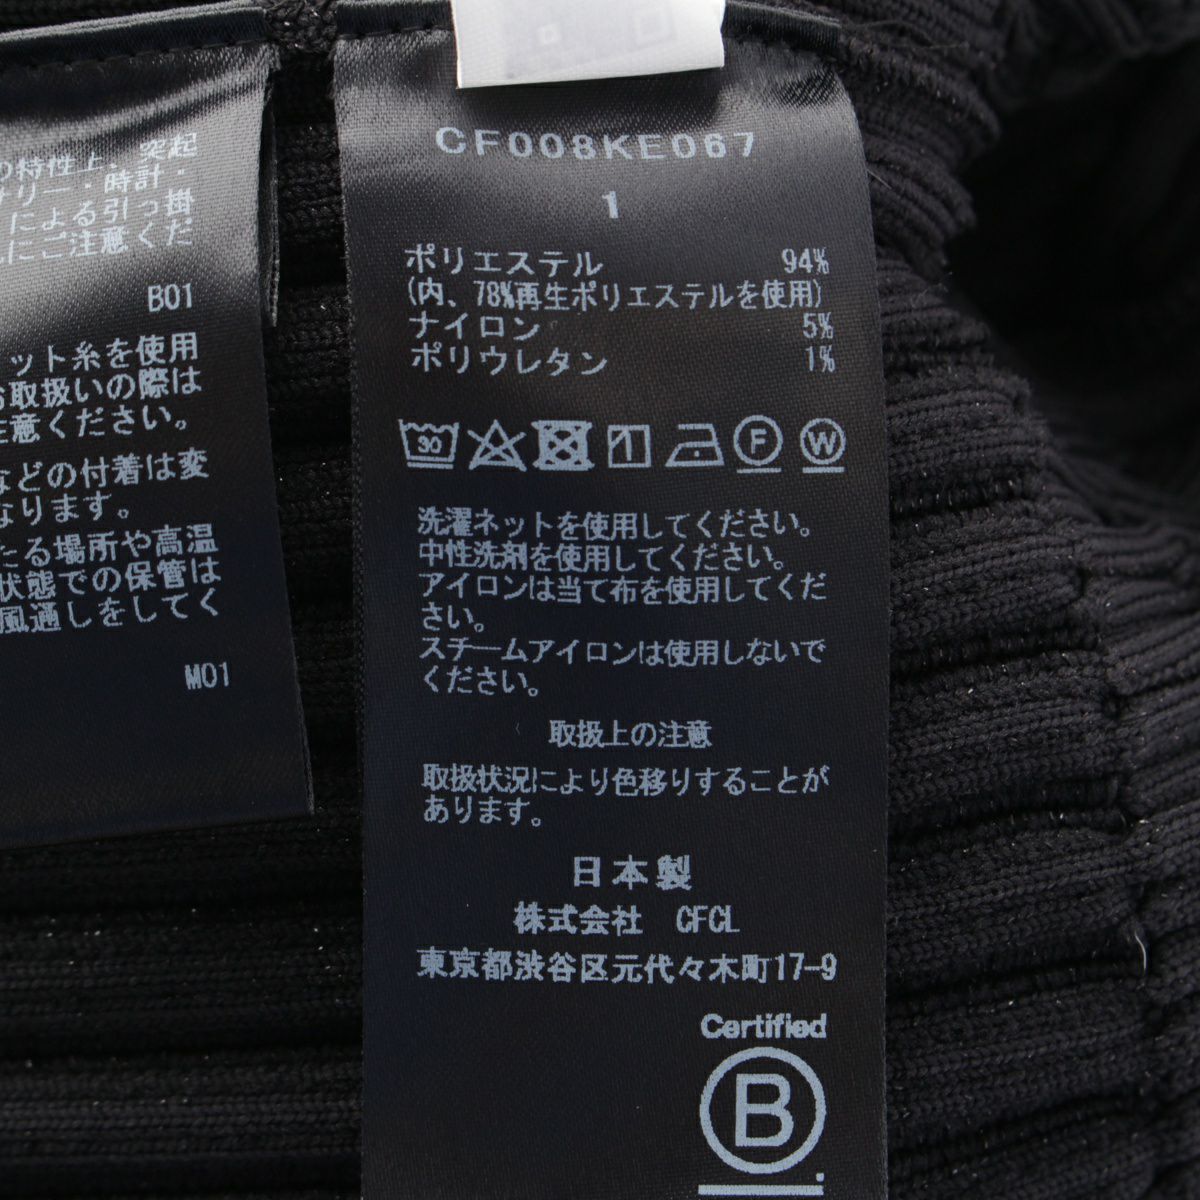 の特性上、突起
サリー・時計・
による引っ掛
にご注意くだ
B01
ット糸を使用
お取扱いの際は
注意ください。
などの付着は変
なります。
たる場所や高温
状態での保管は
風通しをしてく
M01
CF008KE067
1
ポリエステル 94%
(内、78%再生ポリエステルを使用)
ナイロン 5%
ポリウレタン 1%
30 1 F W
洗濯ネットを使用してください。
中性洗剤を使用してください。
アイロンは当て布を使用してくだ
さい。
スチームアイロンは使用しないで
ください。
取扱上の注意
取扱状況により色移りすることが
あります。
日本製
株式会社 CFCL
東京都渋谷区元代々木町17-9
Certified
B